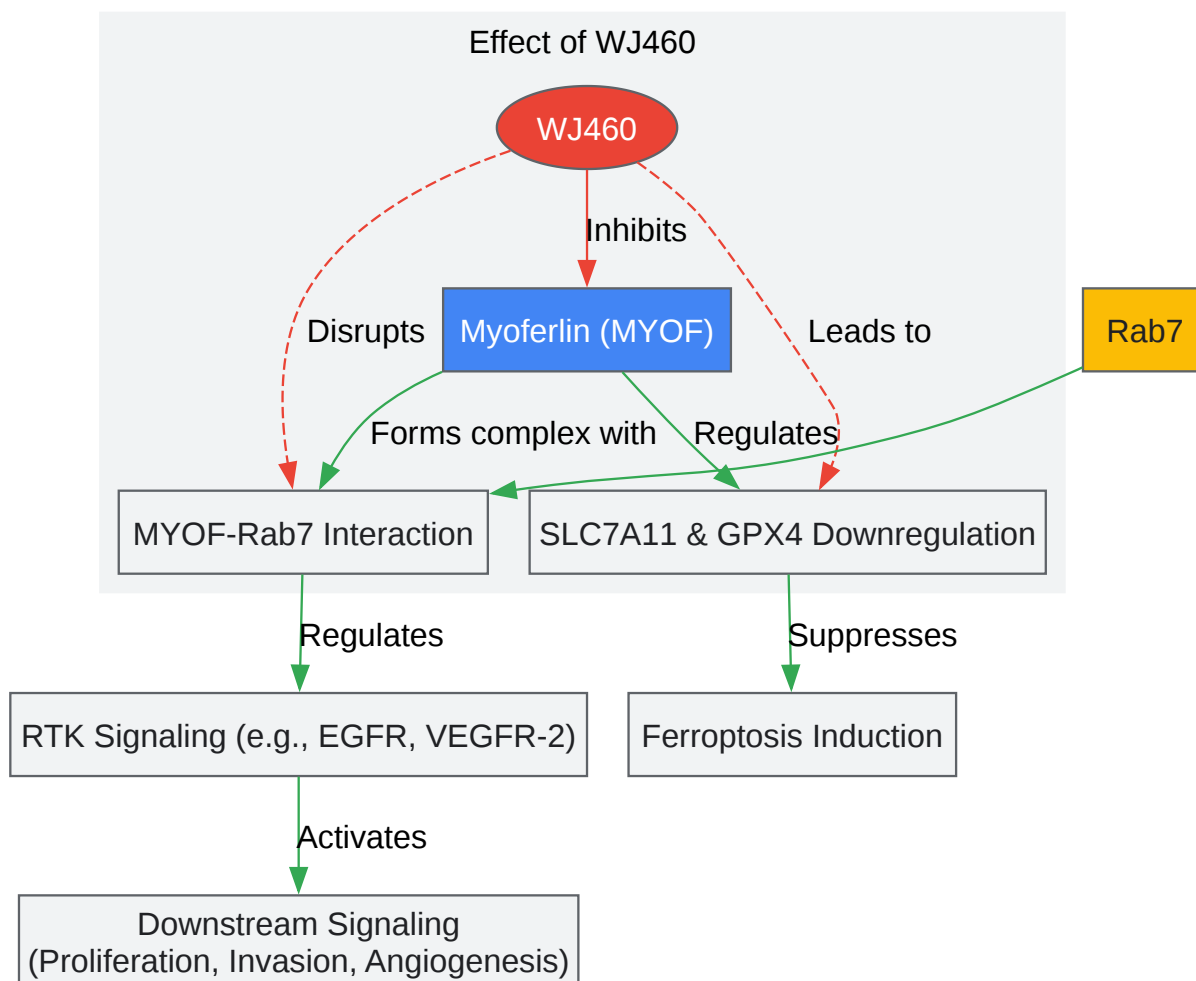 Effect of WJ460
WJ460
Inhibits
Disrupts
Myoferlin (MYOF)
Leads to
Rab7
Forms complex with
Regulates
MYOF-Rab7 Interaction
SLC7A11 & GPX4 Downregulation
Regulates
Suppresses
RTK Signaling (e.g., EGFR, VEGFR-2)
Ferroptosis Induction
Activates
Downstream Signaling
(Proliferation, Invasion, Angiogenesis)